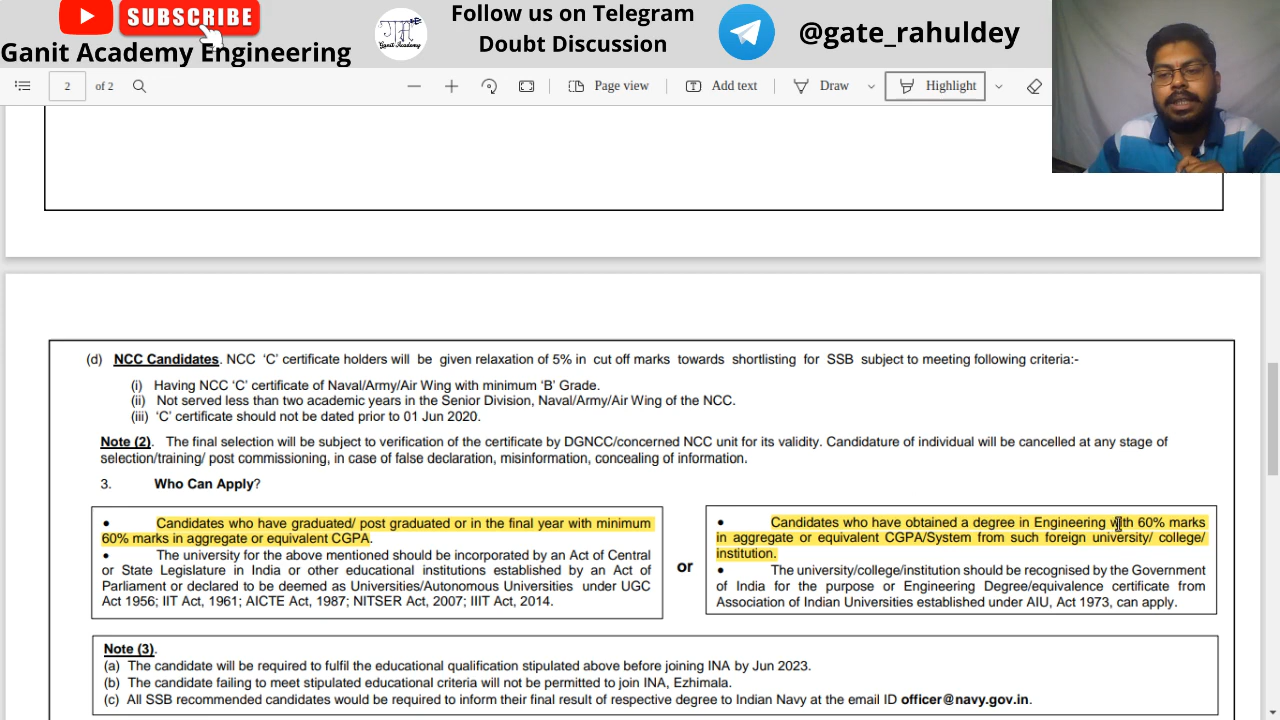 SUBSCRIBE
Ganit Academy Engineering
Ganit Academy
Follow us on Telegram
Doubt Discussion
@gate_rahuldey
2 of 2
Page view
Add text
Draw
Highlight
(d) NCC Candidates. NCC 'C' certificate holders will be given relaxation of 5% in cut off marks towards shortlisting for SSB subject to meeting following criteria:-
(i) Having NCC 'C' certificate of Naval/Army/Air Wing with minimum 'B' Grade.
(ii) Not served less than two academic years in the Senior Division, Naval/Army/Air Wing of the NCC.
(iii) 'C' certificate should not be dated prior to 01 Jun 2020.
Note (2). The final selection will be subject to verification of the certificate by DGNCC/concerned NCC unit for its validity. Candidature of individual will be cancelled at any stage of
selection/training/ post commissioning, in case of false declaration, misinformation, concealing of information.
3. Who Can Apply?
• Candidates who have graduated/ post graduated or in the final year with minimum
60% marks in aggregate or equivalent CGPA.
• The university for the above mentioned should be incorporated by an Act of Central
or State Legislature in India or other educational institutions established by an Act of
Parliament or declared to be deemed as Universities/Autonomous Universities under UGC
Act 1956; IIT Act, 1961; AICTE Act, 1987; NITSER Act, 2007; IIIT Act, 2014.
or
• Candidates who have obtained a degree in Engineering with 60% marks
in aggregate or equivalent CGPA/System from such foreign university/ college/
institution.
• The university/college/institution should be recognised by the Government
of India for the purpose or Engineering Degree/equivalence certificate from
Association of Indian Universities established under AIU, Act 1973, can apply.
Note (3).
(a) The candidate will be required to fulfil the educational qualification stipulated above before joining INA by Jun 2023.
(b) The candidate failing to meet stipulated educational criteria will not be permitted to join INA, Ezhimala.
(c) All SSB recommended candidates would be required to inform their final result of respective degree to Indian Navy at the email ID officer@navy.gov.in.